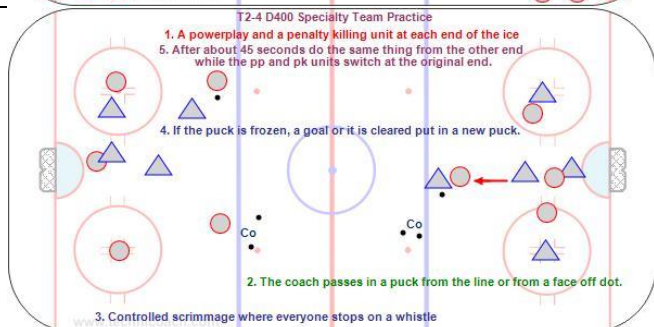 T2-4 D400 Specialty Team Practice
1. A powerplay and a penalty killing unit at each end of the ice
5. After about 45 seconds do the same thing from the other end
while the pp and pk units switch at the original end.
4. If the puck is frozen, a goal or it is cleared put in a new puck.
Co
Co
2. The coach passes in a puck from the line or from a face off dot.
3. Controlled scrimmage where everyone stops on a whistle